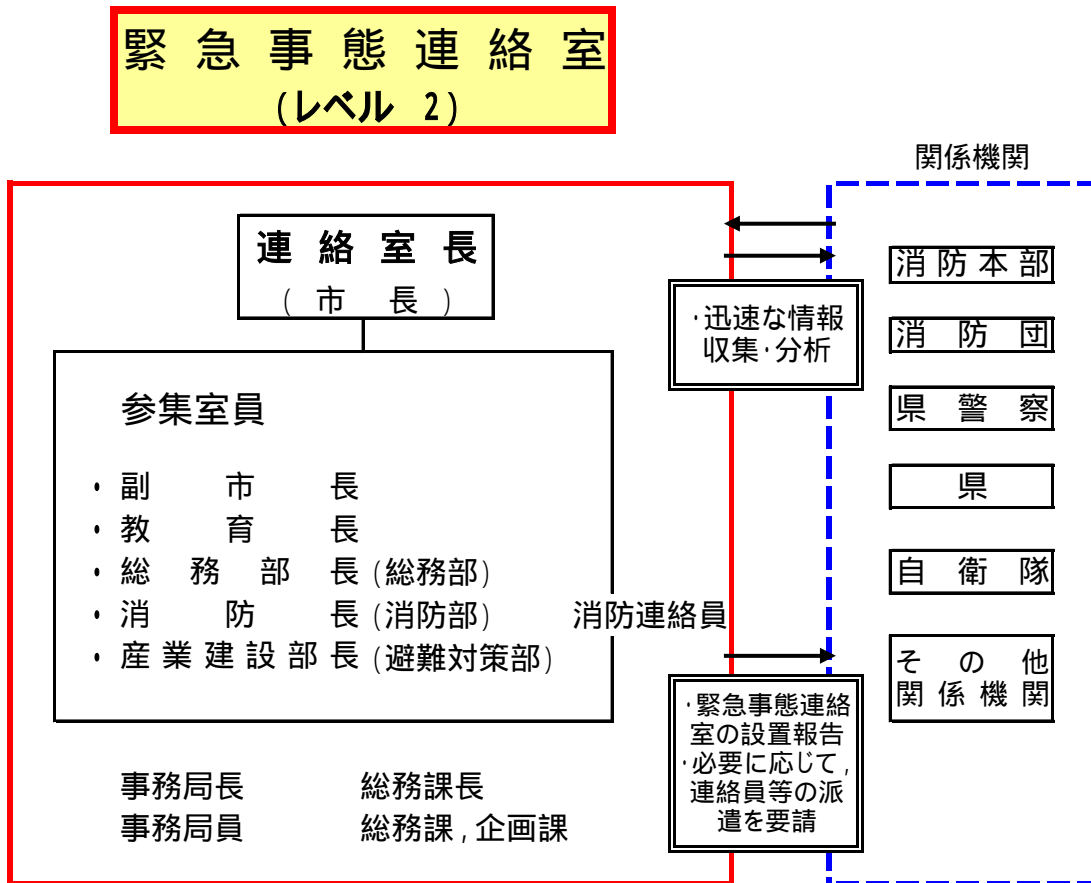 緊急事態連絡室
(レベル 2)
関係機関
連絡室長
(市長)
参集室員
・副市長
・教育長
・総務部長(総務部)
・消防長(消防部) 消防連絡員
・産業建設部長(避難対策部)
事務局長 総務課長
事務局員 総務課,企画課
・迅速な情報
収集・分析
・緊急事態連絡
室の設置報告
・必要に応じて,
連絡員等の派
遣を要請
消防本部
消防団
県警察
県
自衛隊
その他
関係機関